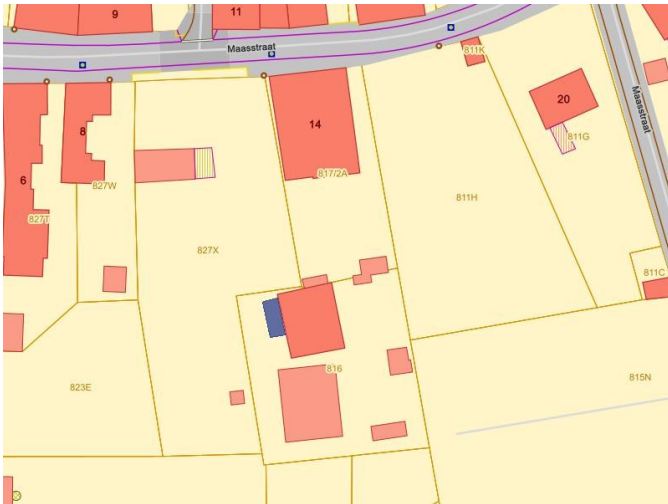 9
11
Maasstraat
811K
20
Maasstraat
8
14
811G
6
817/2A
827W
811H
827T
827X
811C
816
815N
823E